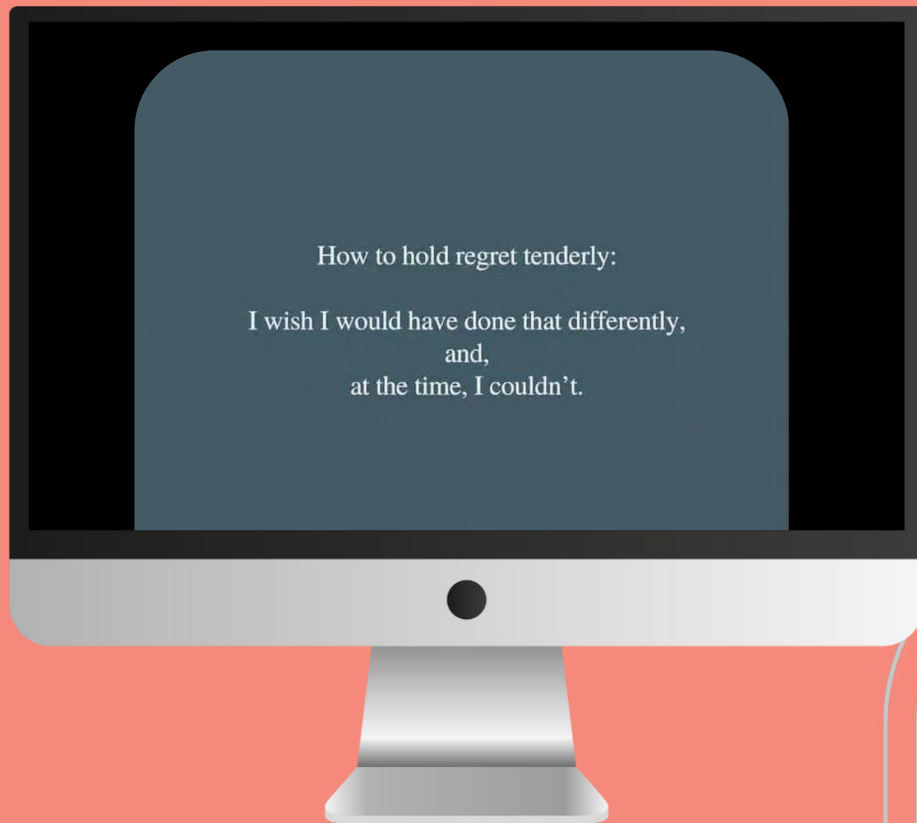 How to hold regret tenderly:
I wish I would have done that differently,
and,
at the time, I couldn’t.